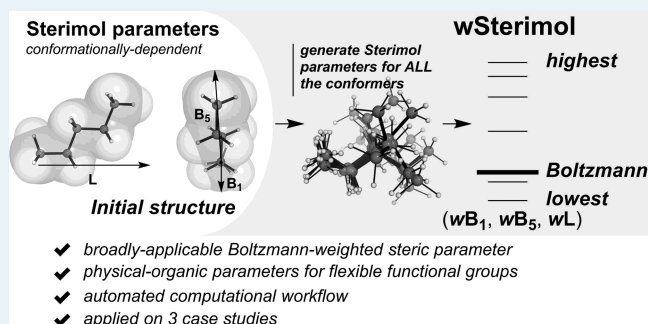 Sterimol parameters
conformationally-dependent
B5
L
B1
Initial structure
generate Sterimol
parameters for ALL
the conformers
wSterimol
highest
Boltzmann
lowest
(wB1, wB5, wL)
✔ broadly-applicable Boltzmann-weighted steric parameter
✔ physical-organic parameters for flexible functional groups
✔ automated computational workflow
✔ applied on 3 case studies